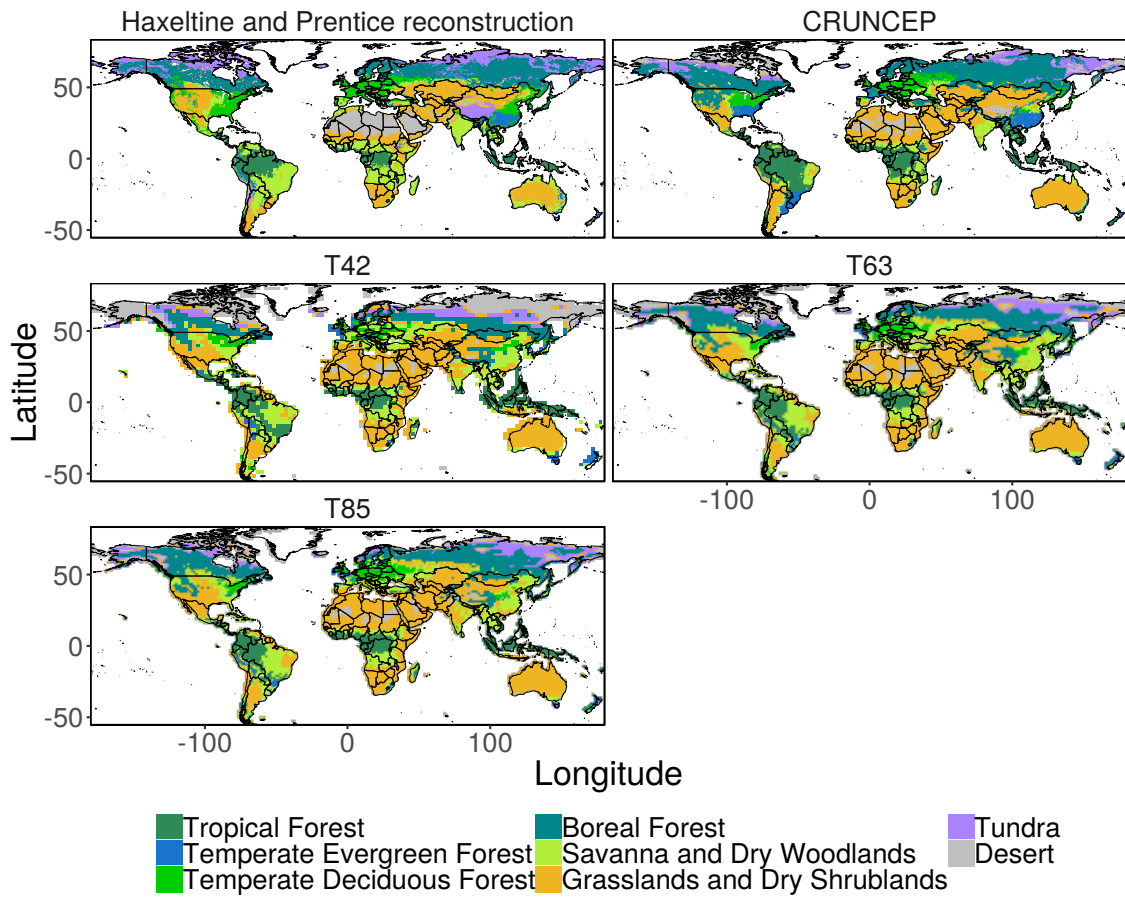 Haxeltine and Prentice reconstruction
CRUNCEP
50
0
-50
T42
T63
50
0
-50
-100 0 100
T85
50
0
-50
-100 0 100
Latitude
Longitude
Tropical Forest
Temperate Evergreen Forest
Temperate Deciduous Forest
Boreal Forest
Savanna and Dry Woodlands
Grasslands and Dry Shrublands
Tundra
Desert